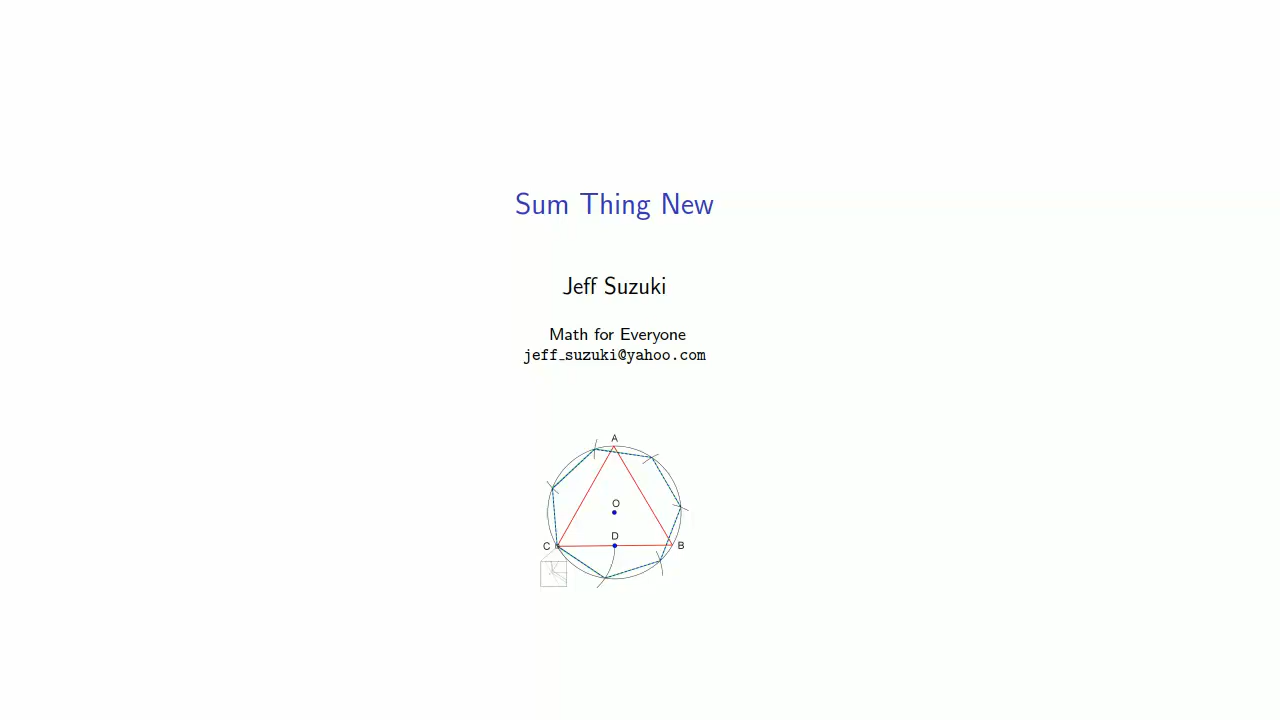 Sum Thing New
Jeff Suzuki
Math for Everyone
jeff_suzuki@yahoo.com
A
O
D
C
B